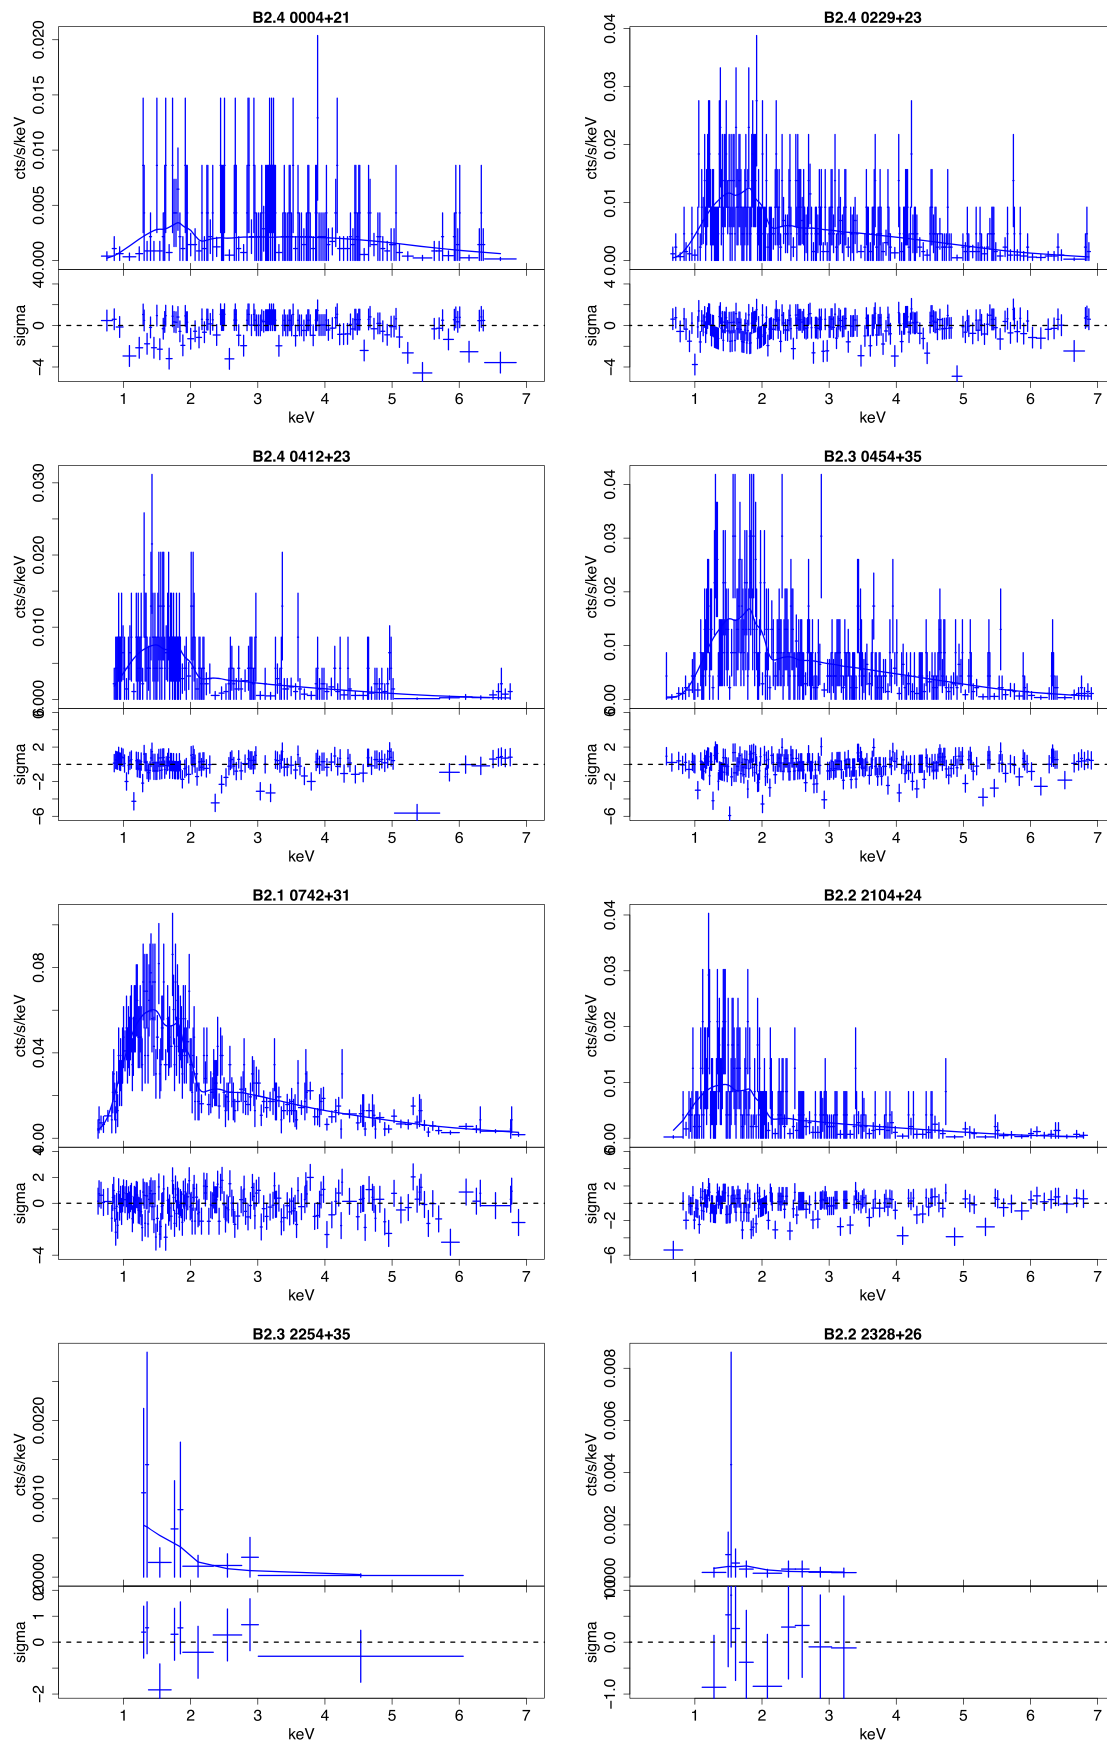 B2.4 0004+21
B2.4 0229+23
cts/s/keV
0.000 0.005 0.010 0.015 0.020
cts/s/keV
0.01 0.02 0.03 0.04
sigma
−4 0 4
sigma
−4 0 4
1 2 3 4 5 6 7
keV
1 2 3 4 5 6 7
keV
B2.4 0412+23
B2.3 0454+35
cts/s/keV
0.000 0.010 0.020 0.030
cts/s/keV
0.00 0.01 0.02 0.03 0.04
sigma
−6 −2 2 6
sigma
−6 −2 2 6
1 2 3 4 5 6 7
keV
1 2 3 4 5 6 7
keV
B2.1 0742+31
B2.2 2104+24
cts/s/keV
0.00 0.04 0.08
cts/s/keV
0.00 0.01 0.02 0.03 0.04
sigma
−4 0 2 4
sigma
−6 −2 2 6
1 2 3 4 5 6 7
keV
1 2 3 4 5 6 7
keV
B2.3 2254+35
B2.2 2328+26
cts/s/keV
0.0000 0.0010 0.0020
cts/s/keV
0.000 0.002 0.004 0.006 0.008
sigma
−2 0 1 2
sigma
−1.0 0.0 1.0
1 2 3 4 5 6 7
keV
1 2 3 4 5 6 7
keV